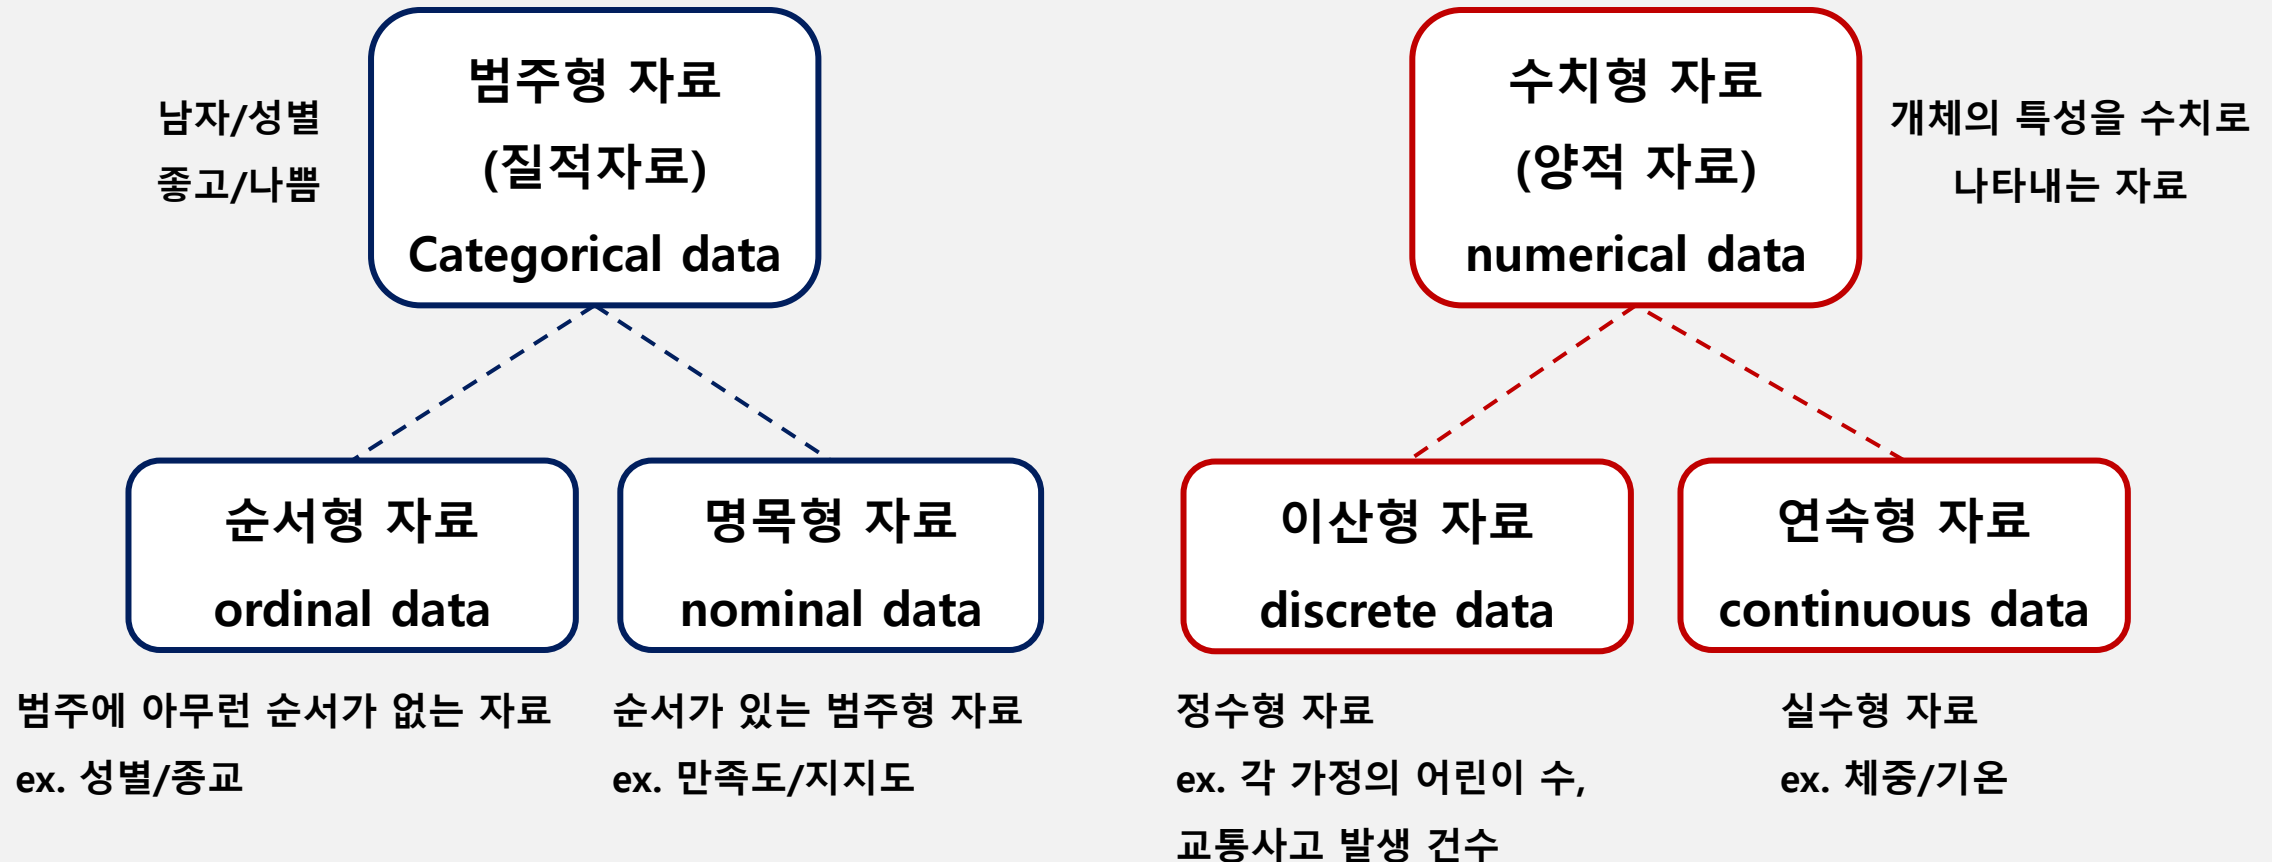 남자/성별
좋고/나쁨
범주형 자료
(질적자료)
Categorical data
수치형 자료
(양적 자료)
numerical data
개체의 특성을 수치로
나타내는 자료
순서형 자료
ordinal data
명목형 자료
nominal data
이산형 자료
discrete data
연속형 자료
continuous data
범주에 아무런 순서가 없는 자료
ex. 성별/종교
순서가 있는 범주형 자료
ex. 만족도/지지도
정수형 자료
ex. 각 가정의 어린이 수,
교통사고 발생 건수
실수형 자료
ex. 체중/기온